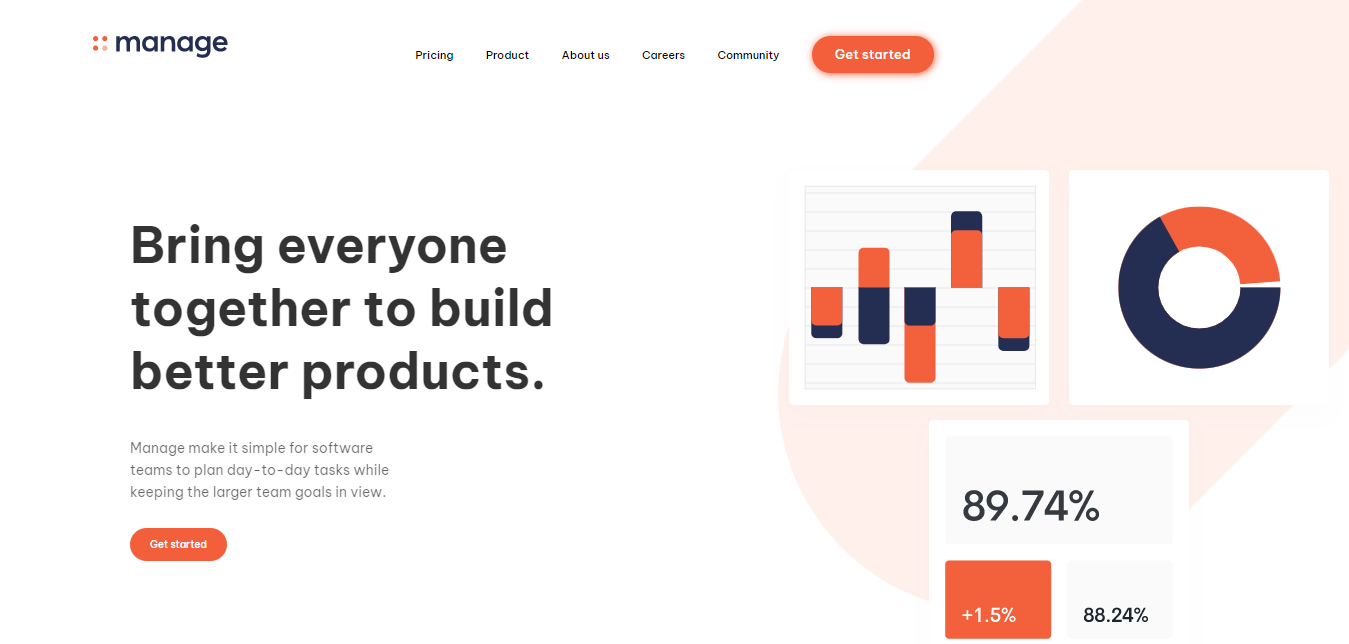 manage
Pricing
Product
About us
Careers
Community
Get started
Bring everyone
together to build
better products.
Manage make it simple for software
teams to plan day-to-day tasks while
keeping the larger team goals in view.
Get started
89.74%
+1.5%
88.24%